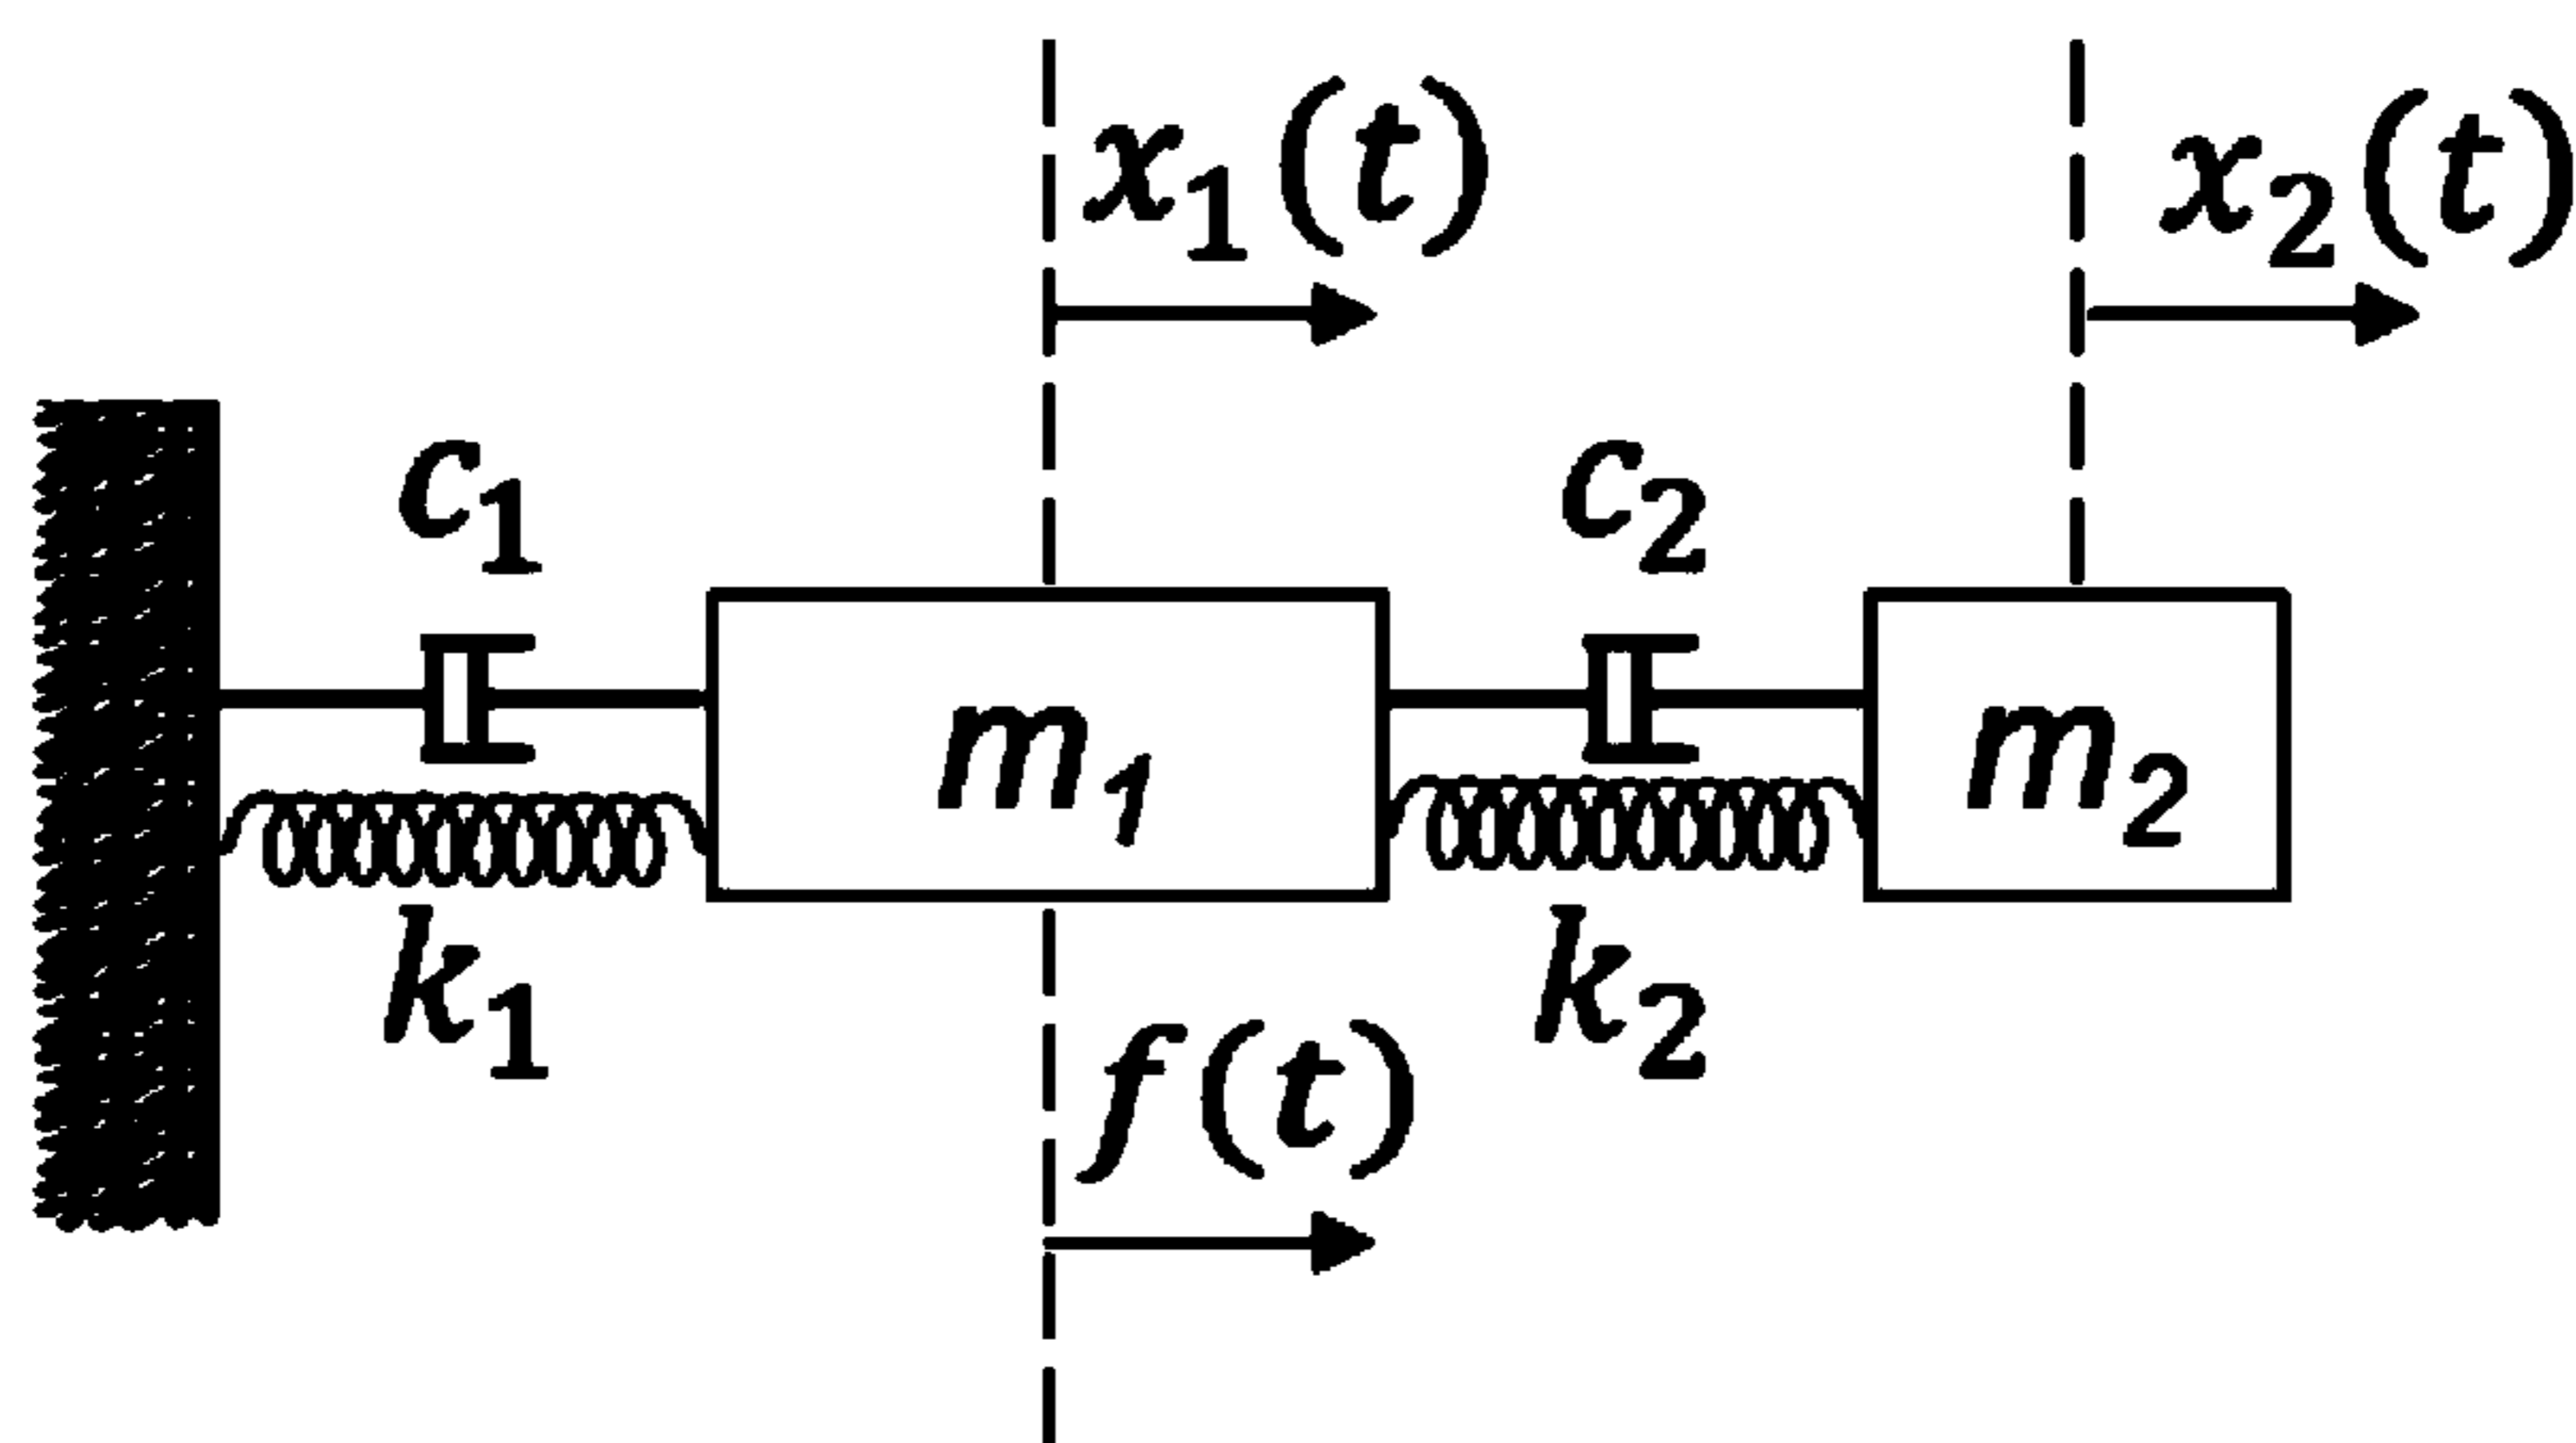 x₁(t)
x₂(t)
c₁
c₂
m₁
m₂
k₁
k₂
f(t)